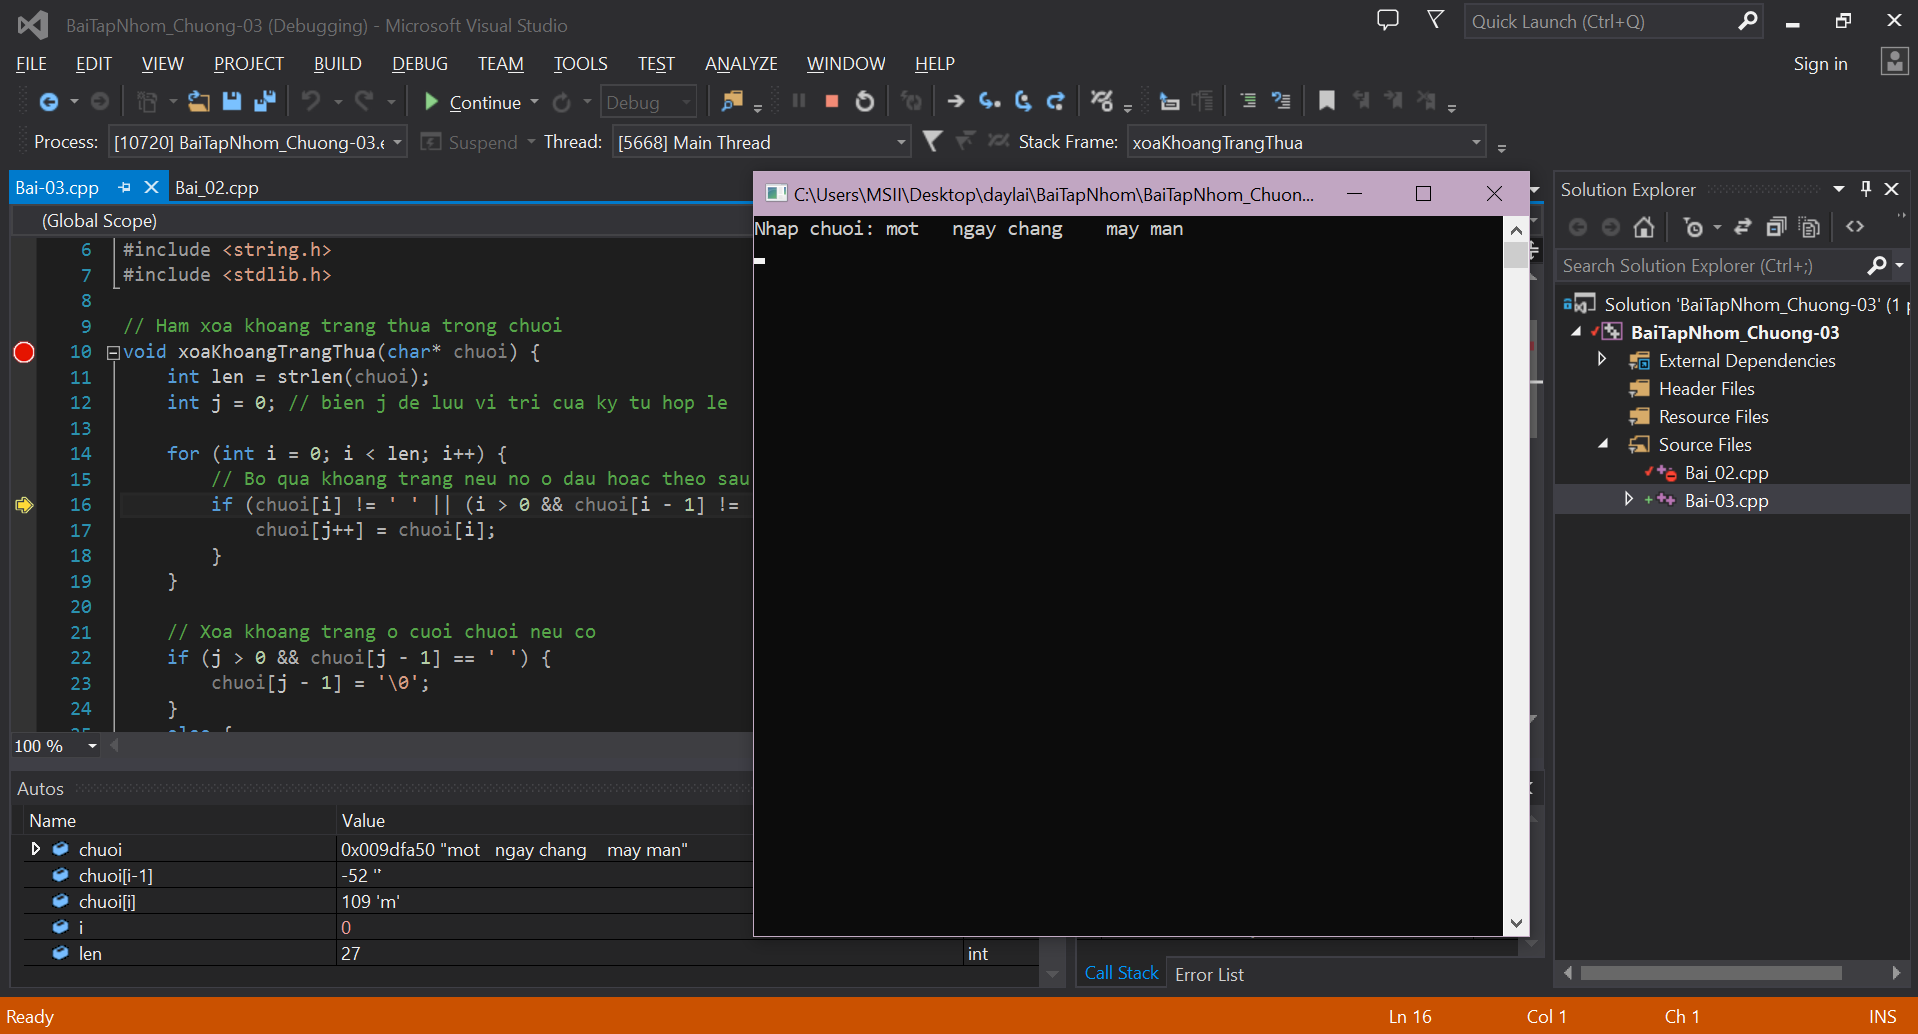 BaiTapNhom_Chuong-03 (Debugging) - Microsoft Visual Studio
Quick Launch (Ctrl+Q)
FILE EDIT VIEW PROJECT BUILD DEBUG TEAM TOOLS TEST ANALYZE WINDOW HELP
Sign in
Continue
Debug
Process: [10720] BaiTapNhom_Chuong-03.e
Suspend
Thread: [5668] Main Thread
Stack Frame: xoaKhoangTrangThua
Bai-03.cpp
Bai_02.cpp
(Global Scope)
6 #include <string.h>
7 #include <stdlib.h>
8
9 // Ham xoa khoang trang thua trong chuoi
10 void xoaKhoangTrangThua(char* chuoi) {
11 int len = strlen(chuoi);
12 int j = 0; // bien j de luu vi tri cua ky tu hop le
13
14 for (int i = 0; i < len; i++) {
15 // Bo qua khoang trang neu no o dau hoac theo sau
16 if (chuoi[i] != ' ' || (i > 0 && chuoi[i - 1] !=
17 chuoi[j++] = chuoi[i];
18 }
19 }
20
21 // Xoa khoang trang o cuoi chuoi neu co
22 if (j > 0 && chuoi[j - 1] == ' ') {
23 chuoi[j - 1] = '\0';
24 }
25 else {
100 %
C:\Users\MSII\Desktop\daylai\BaiTapNhom\BaiTapNhom_Chuon...
Nhap chuoi: mot   ngay chang    may man
Autos
Name Value
chuoi 0x009dfa50 "mot   ngay chang    may man"
chuoi[i-1] -52 ''
chuoi[i] 109 'm'
i 0
len 27 int
Call Stack
Error List
Solution Explorer
Search Solution Explorer (Ctrl+;)
Solution 'BaiTapNhom_Chuong-03' (1 p
BaiTapNhom_Chuong-03
External Dependencies
Header Files
Resource Files
Source Files
Bai_02.cpp
Bai-03.cpp
Ready
Ln 16 Col 1 Ch 1 INS